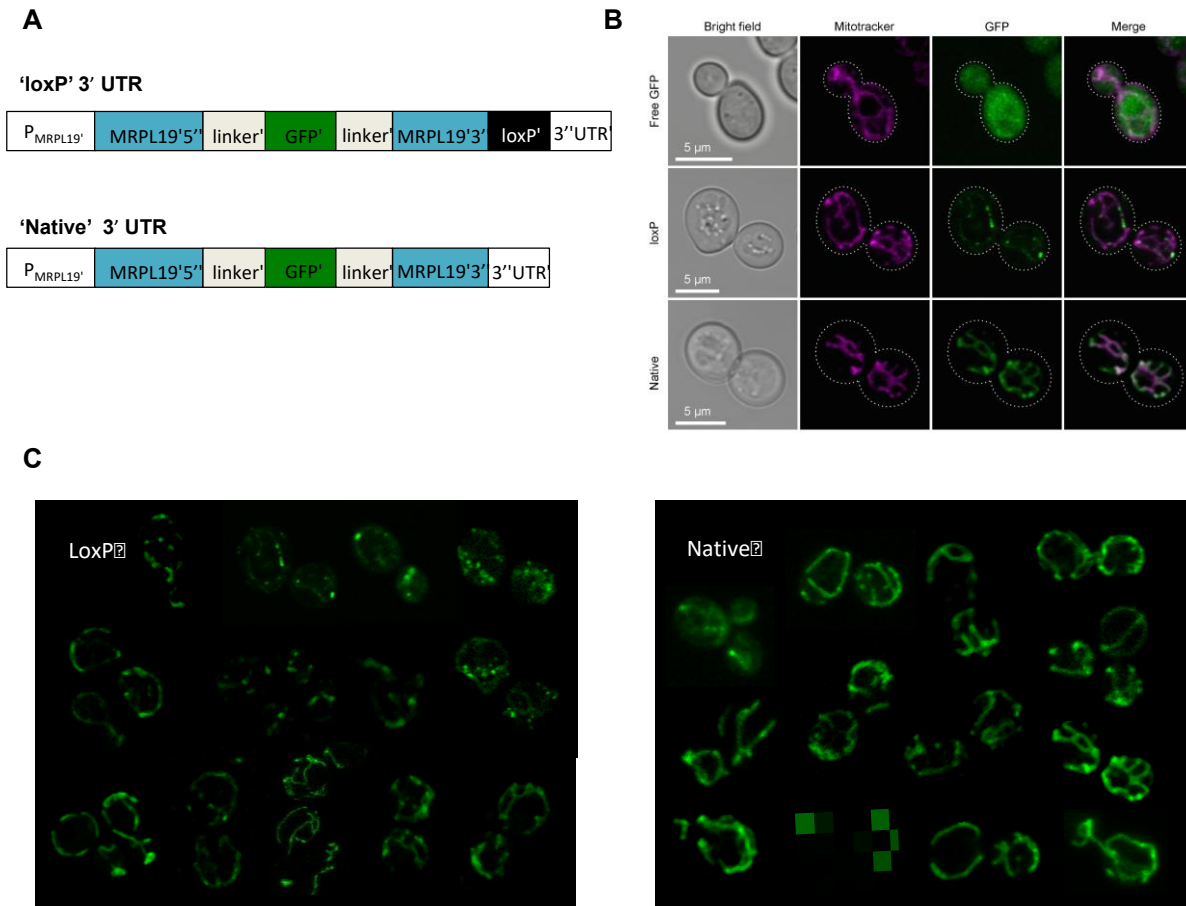 A
'loxP' 3′ UTR
P MRPL19' MRPL19'5'' linker' GFP' linker' MRPL19'3'' loxP' 3''UTR'
'Native' 3′ UTR
P MRPL19' MRPL19'5'' linker' GFP' linker' MRPL19'3'' 3''UTR'
B
Bright field Mitotracker GFP Merge
Free GFP
5 µm
loxP
5 µm
Native
5 µm
C
LoxP
Native